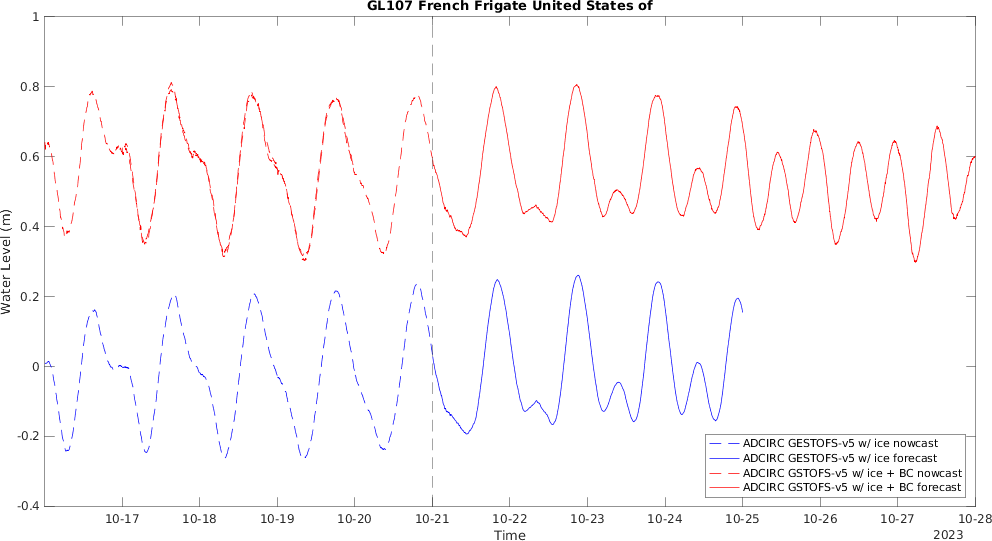 GL107 French Frigate United States of
Water Level (m)
1
0.8
0.6
0.4
0.2
0
-0.2
-0.4
ADCIRC GESTOFS-v5 w/ ice nowcast
ADCIRC GESTOFS-v5 w/ ice forecast
ADCIRC GSTOFS-v5 w/ ice + BC nowcast
ADCIRC GSTOFS-v5 w/ ice + BC forecast
10-17 10-18 10-19 10-20 10-21 10-22 10-23 10-24 10-25 10-26 10-27 10-28
Time
2023